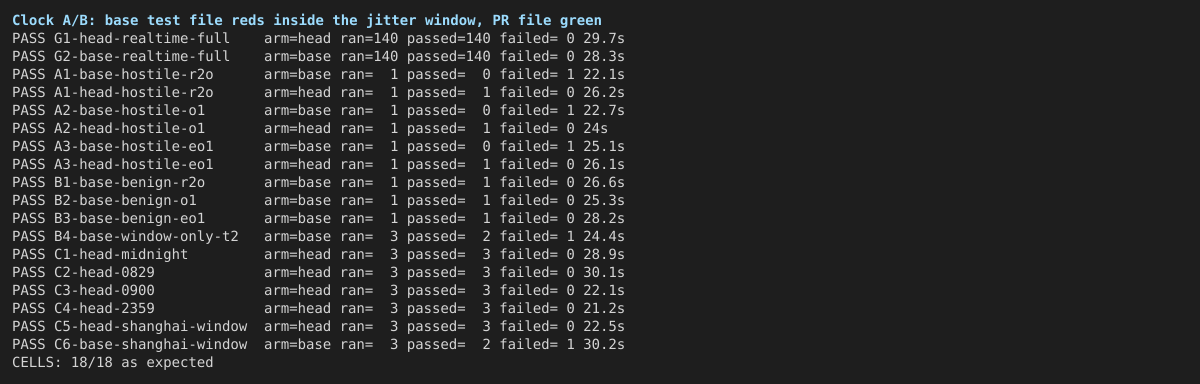 Clock A/B: base test file reds inside the jitter window, PR file green
PASS G1-head-realtime-full    arm=head ran=140 passed=140 failed= 0 29.7s
PASS G2-head-realtime-full    arm=base ran=140 passed=140 failed= 0 28.3s
PASS A1-base-hostile-r2o      arm=base ran=  1 passed=  0 failed= 1 22.1s
PASS A1-head-hostile-r2o      arm=head ran=  1 passed=  1 failed= 0 26.2s
PASS A2-base-hostile-o1       arm=base ran=  1 passed=  0 failed= 1 22.7s
PASS A2-head-hostile-o1       arm=head ran=  1 passed=  1 failed= 0 24s
PASS A3-base-hostile-eo1      arm=base ran=  1 passed=  0 failed= 1 25.1s
PASS A3-head-hostile-eo1      arm=head ran=  1 passed=  1 failed= 0 26.1s
PASS B1-base-benign-r2o       arm=base ran=  1 passed=  1 failed= 0 26.6s
PASS B2-base-benign-o1        arm=base ran=  1 passed=  1 failed= 0 25.3s
PASS B3-base-benign-eo1       arm=base ran=  1 passed=  1 failed= 0 28.2s
PASS B4-base-window-only-t2   arm=base ran=  3 passed=  2 failed= 1 24.4s
PASS C1-head-midnight         arm=head ran=  3 passed=  3 failed= 0 28.9s
PASS C2-head-0829             arm=head ran=  3 passed=  3 failed= 0 30.1s
PASS C3-head-0900             arm=head ran=  3 passed=  3 failed= 0 22.1s
PASS C4-head-2359             arm=head ran=  3 passed=  3 failed= 0 21.2s
PASS C5-head-shanghai-window  arm=head ran=  3 passed=  3 failed= 0 22.5s
PASS C6-base-shanghai-window  arm=base ran=  3 passed=  2 failed= 1 30.2s
CELLS: 18/18 as expected